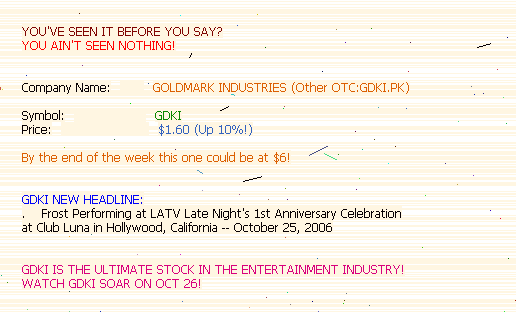 YOU'VE SEEN IT BEFORE YOU SAY?
YOU AIN'T SEEN NOTHING!
Company Name: GOLDMARK INDUSTRIES (Other OTC:GDKI.PK)
Symbol: GDKI
Price: $1.60 (Up 10%!)
By the end of the week this one could be at $6!
GDKI NEW HEADLINE:
. Frost Performing at LATV Late Night's 1st Anniversary Celebration
at Club Luna in Hollywood, California -- October 25, 2006
GDKI IS THE ULTIMATE STOCK IN THE ENTERTAINMENT INDUSTRY!
WATCH GDKI SOAR ON OCT 26!